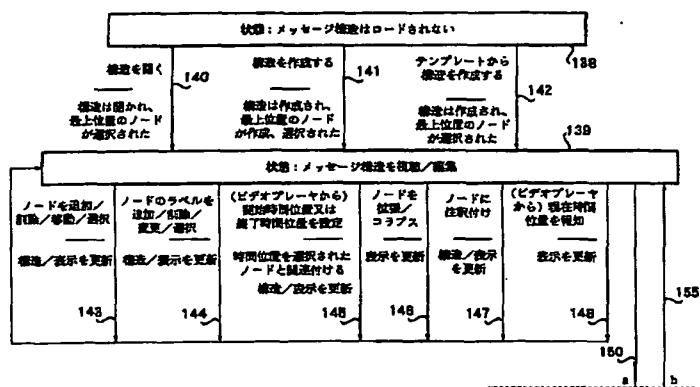 状態：メッセージ構造はロードされない
138
構造を開く
140
構造は開かれ、
最上位置のノード
が選択された
構造を作成する
141
構造は作成され、
最上位置のノード
が作成、選択された
テンプレートから
構造を作成する
142
構造は作成され、
最上位置のノード
が選択された
139
状態：メッセージ構造を視聴／編集
ノードを追加／
削除／移動／選択
構造／表示を更新
143
ノードのラベルを
追加／削除／
変更／選択
構造／表示を更新
144
（ビデオプレーヤから）
開始時間位置又は
終了時間位置を設定
時間位置を選択された
ノードと関連付ける
構造／表示を更新
145
ノードを
拡張／
コラプス
表示を更新
146
ノードに
注釈付け
構造／表示
を更新
147
（ビデオプレーヤ
から）現在時間
位置を報知
表示を更新
148
150
155
a
b